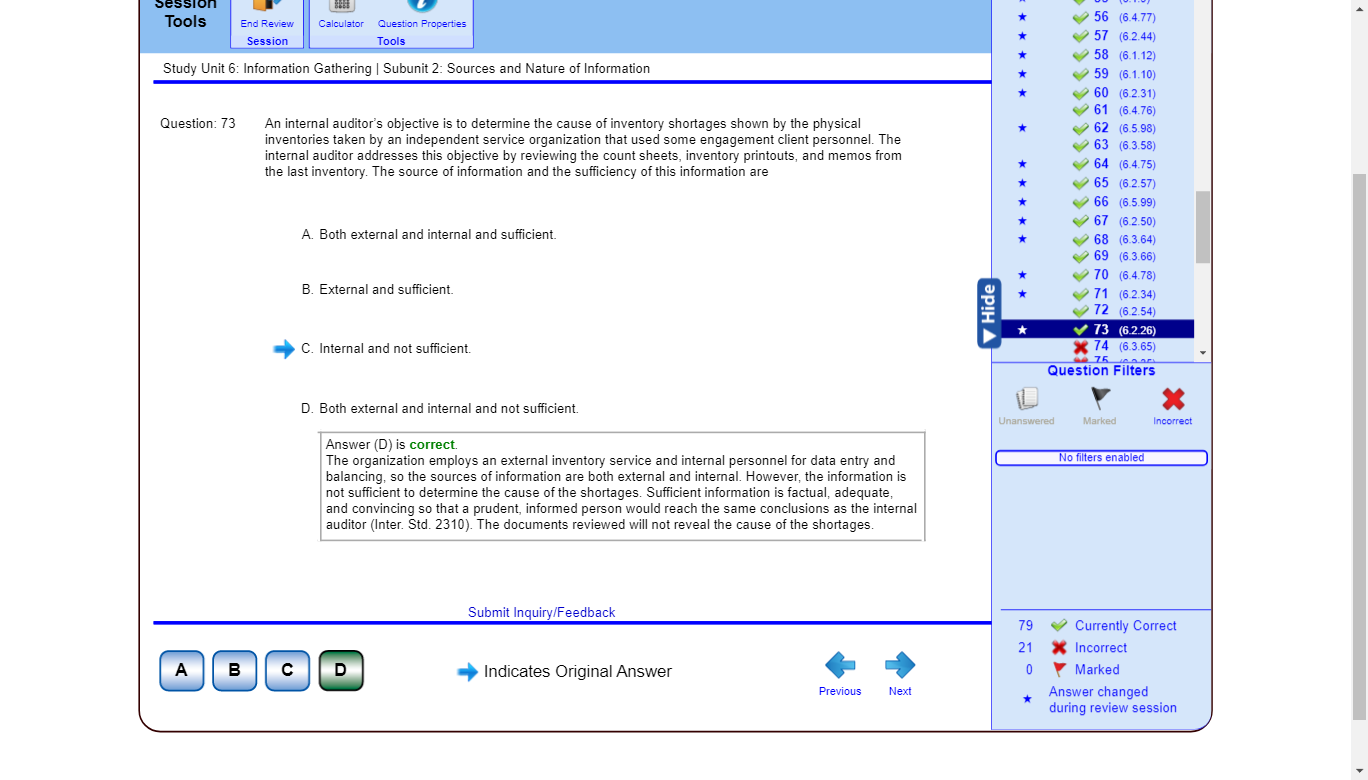 Session
Tools
End Review
Session
Calculator
Question Properties
Tools
Study Unit 6: Information Gathering | Subunit 2: Sources and Nature of Information
Question: 73
An internal auditor's objective is to determine the cause of inventory shortages shown by the physical
inventories taken by an independent service organization that used some engagement client personnel. The
internal auditor addresses this objective by reviewing the count sheets, inventory printouts, and memos from
the last inventory. The source of information and the sufficiency of this information are
A. Both external and internal and sufficient.
B. External and sufficient.
C. Internal and not sufficient.
D. Both external and internal and not sufficient.
Answer (D) is correct.
The organization employs an external inventory service and internal personnel for data entry and
balancing, so the sources of information are both external and internal. However, the information is
not sufficient to determine the cause of the shortages. Sufficient information is factual, adequate,
and convincing so that a prudent, informed person would reach the same conclusions as the internal
auditor (Inter. Std. 2310). The documents reviewed will not reveal the cause of the shortages.
Submit Inquiry/Feedback
A B C D
Indicates Original Answer
Previous
Next
56 (6.4.77)
57 (6.2.44)
58 (6.1.12)
59 (6.1.10)
60 (6.2.31)
61 (6.4.76)
62 (6.5.98)
63 (6.3.58)
64 (6.4.75)
65 (6.2.57)
66 (6.5.99)
67 (6.2.50)
68 (6.3.64)
69 (6.3.66)
70 (6.4.78)
71 (6.2.34)
72 (6.2.54)
73 (6.2.26)
74 (6.3.65)
75
Hide
Question Filters
Unanswered
Marked
Incorrect
No filters enabled
79 Currently Correct
21 Incorrect
0 Marked
Answer changed
during review session